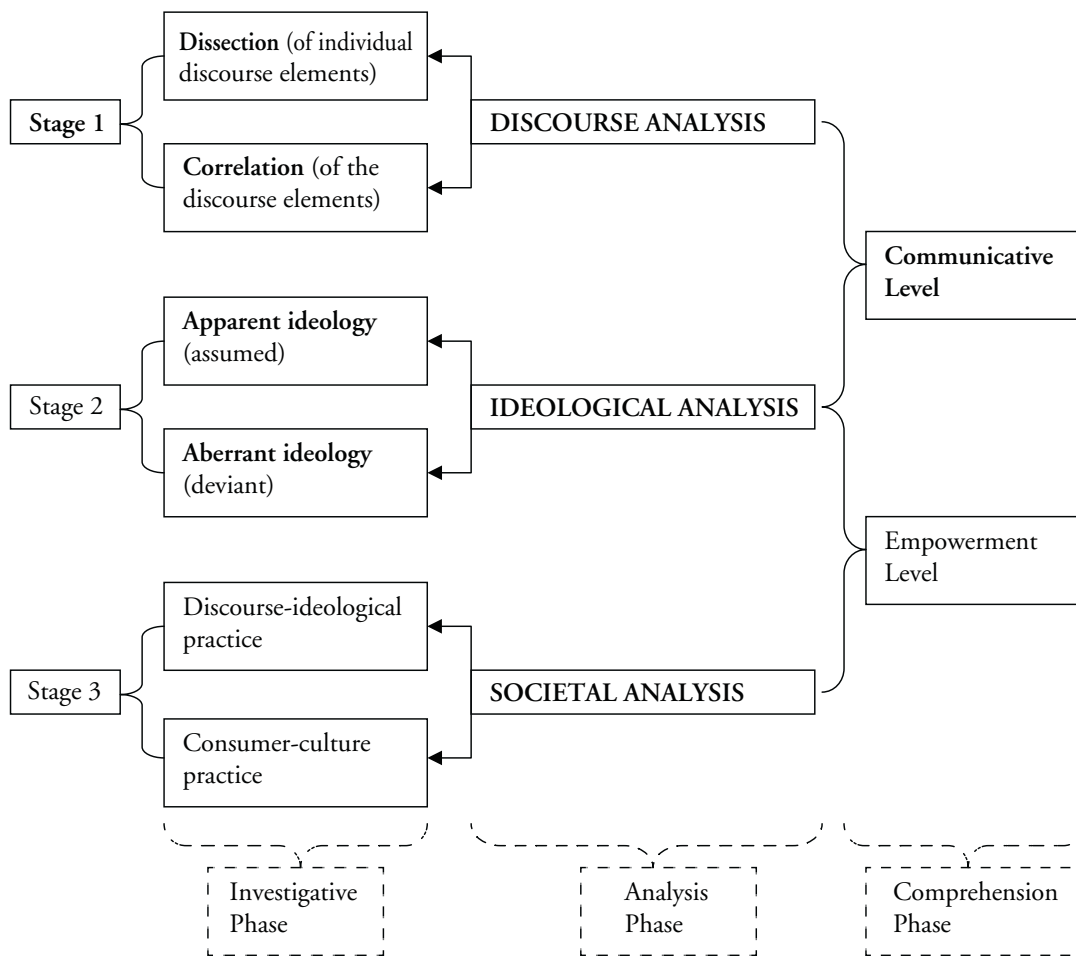 Dissection (of individual
discourse elements)
Stage 1
DISCOURSE ANALYSIS
Correlation (of the
discourse elements)
Communicative
Level
Apparent ideology
(assumed)
Stage 2
IDEOLOGICAL ANALYSIS
Aberrant ideology
(deviant)
Empowerment
Level
Discourse-ideological
practice
Stage 3
SOCIETAL ANALYSIS
Consumer-culture
practice
Investigative
Phase
Analysis
Phase
Comprehension
Phase